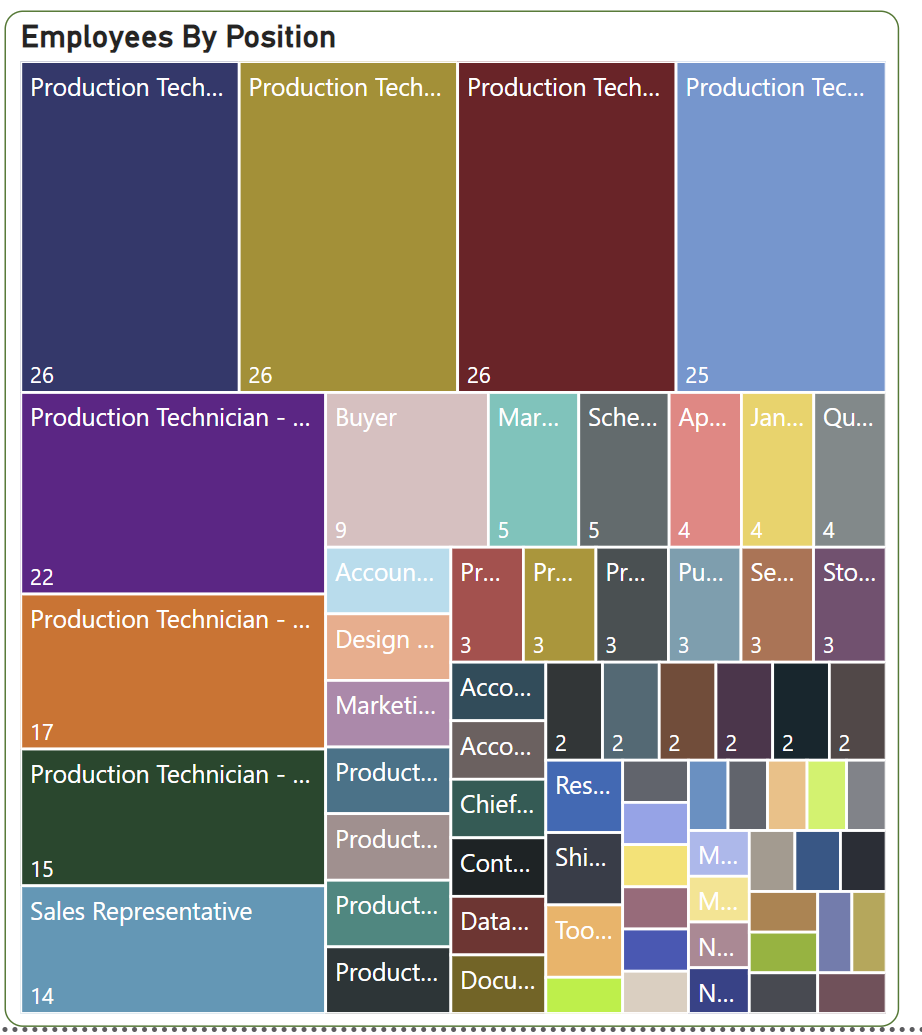 Employees By Position
Production Tech...
26
Production Tech...
26
Production Tech...
26
Production Tec...
25
Production Technician - ...
22
Production Technician - ...
17
Production Technician - ...
15
Sales Representative
14
Buyer
9
Mar...
5
Sche...
5
Ap...
4
Jan...
4
Qu...
4
Accoun...
Design ...
Marketi...
Product...
Product...
Product...
Product...
Pr...
3
Pr...
3
Pr...
3
Pu...
3
Se...
3
Sto...
3
Acco...
Acco...
Chief...
Cont...
Data...
Docu...
2
2
2
2
2
2
Res...
Shi...
Too...
M...
M...
N...
N...